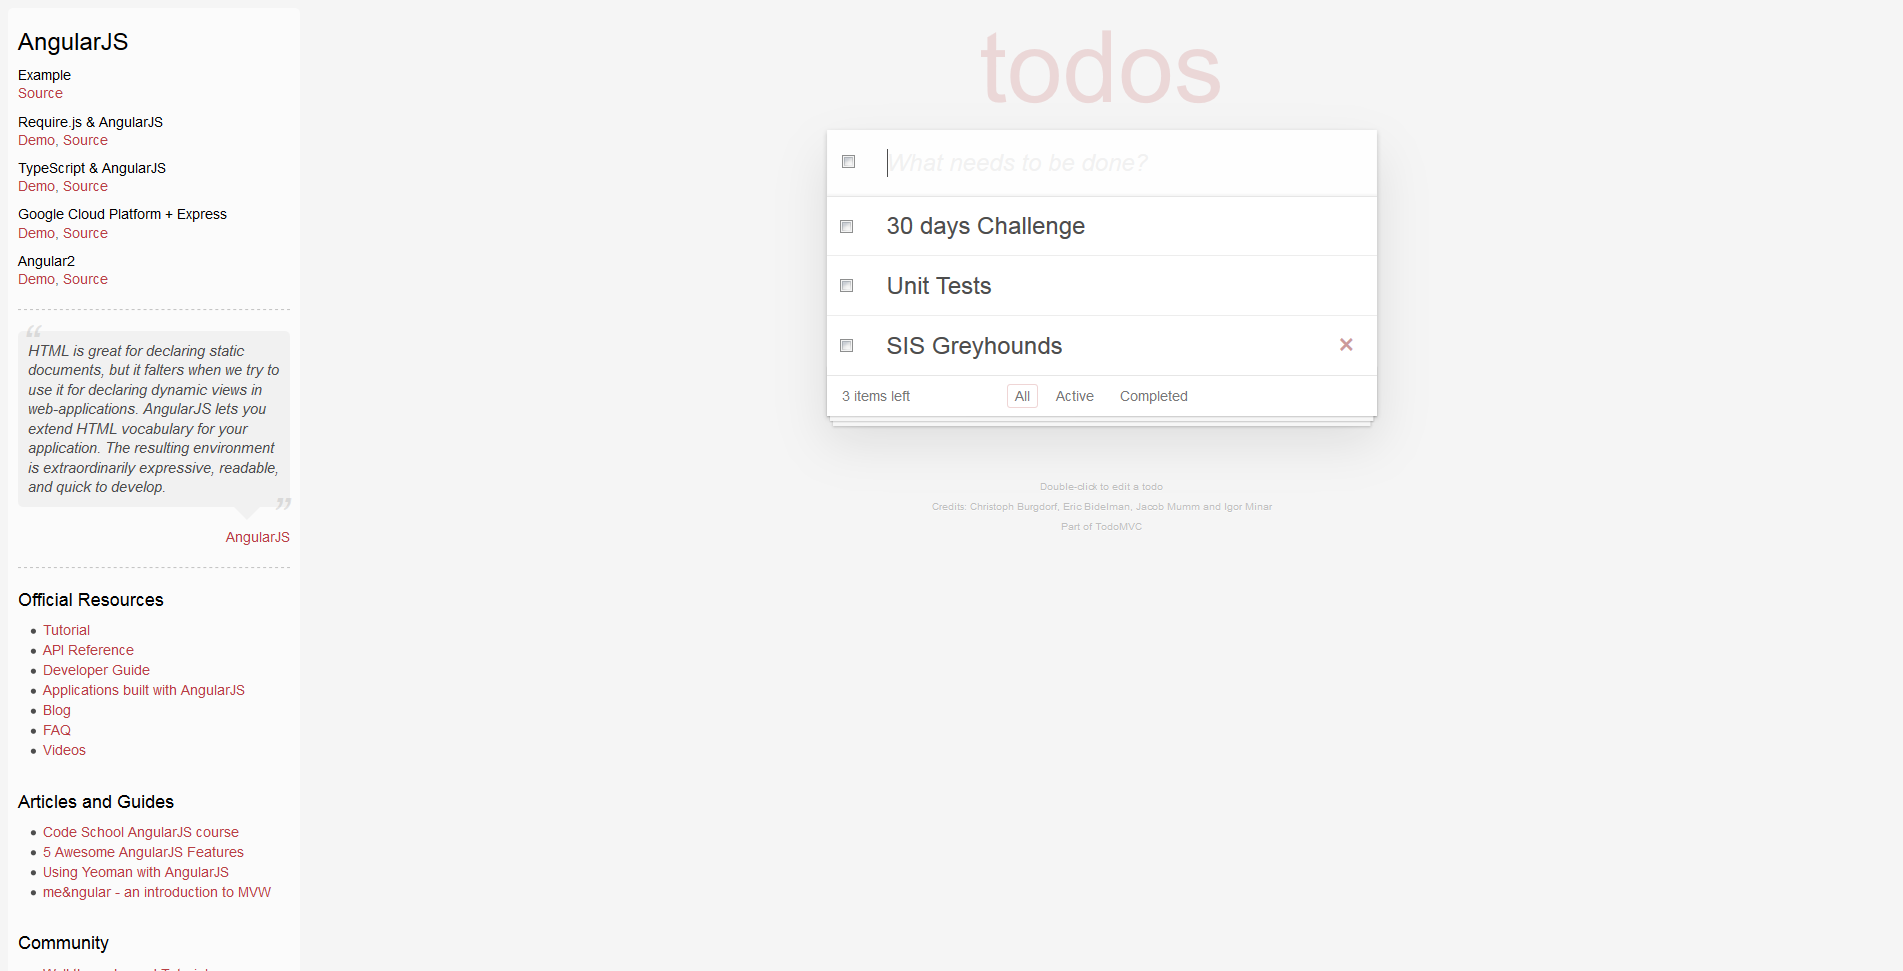 AngularJS
Example
Source
Require.js & AngularJS
Demo, Source
TypeScript & AngularJS
Demo, Source
Google Cloud Platform + Express
Demo, Source
Angular2
Demo, Source
“
HTML is great for declaring static
documents, but it falters when we try to
use it for declaring dynamic views in
web-applications. AngularJS lets you
extend HTML vocabulary for your
application. The resulting environment
is extraordinarily expressive, readable,
and quick to develop.
”
AngularJS
Official Resources
Tutorial
API Reference
Developer Guide
Applications built with AngularJS
Blog
FAQ
Videos
Articles and Guides
Code School AngularJS course
5 Awesome AngularJS Features
Using Yeoman with AngularJS
me&ngular - an introduction to MVW
Community
todos
What needs to be done?
30 days Challenge
Unit Tests
SIS Greyhounds ×
3 items left All Active Completed
Double-click to edit a todo
Credits: Christoph Burgdorf, Eric Bidelman, Jacob Mumm and Igor Minar
Part of TodoMVC